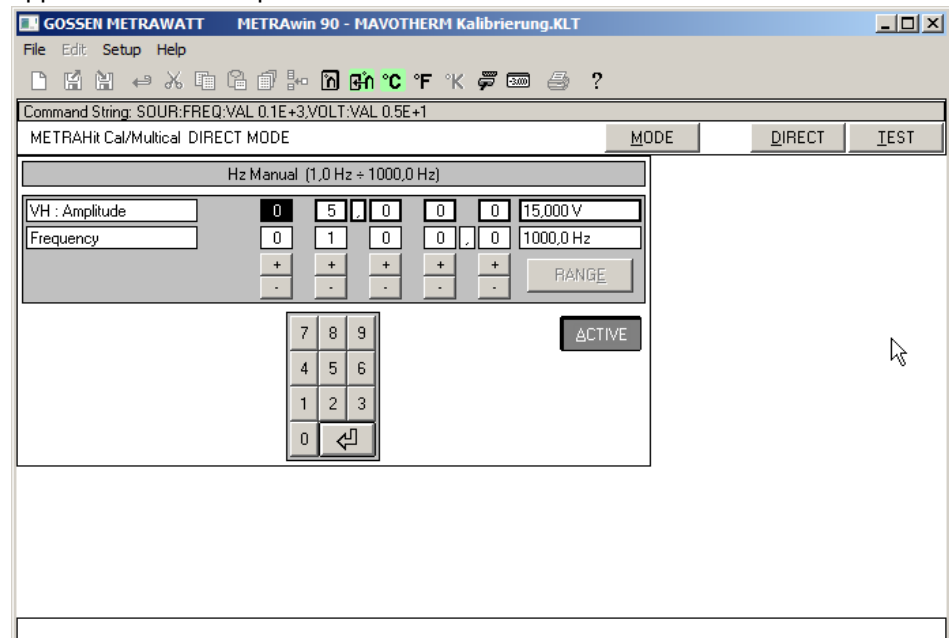 GOSSEN METRAWATT METRAwin 90 - MAVOTHERM Kalibrierung.KLT
File Edit Setup Help
°C °F °K ?
Command String: SOUR:FREQ:VAL 0.1E+3,VOLT:VAL 0.5E+1
METRAHit Cal/Multical DIRECT MODE MODE DIRECT TEST
Hz Manual (1,0 Hz ÷ 1000,0 Hz)
VH : Amplitude 0 5 , 0 0 0 15,000 V
Frequency 0 1 0 0 , 0 1000,0 Hz
+ + + + +
- - - - - RANGE
7 8 9 ACTIVE
4 5 6
1 2 3
0